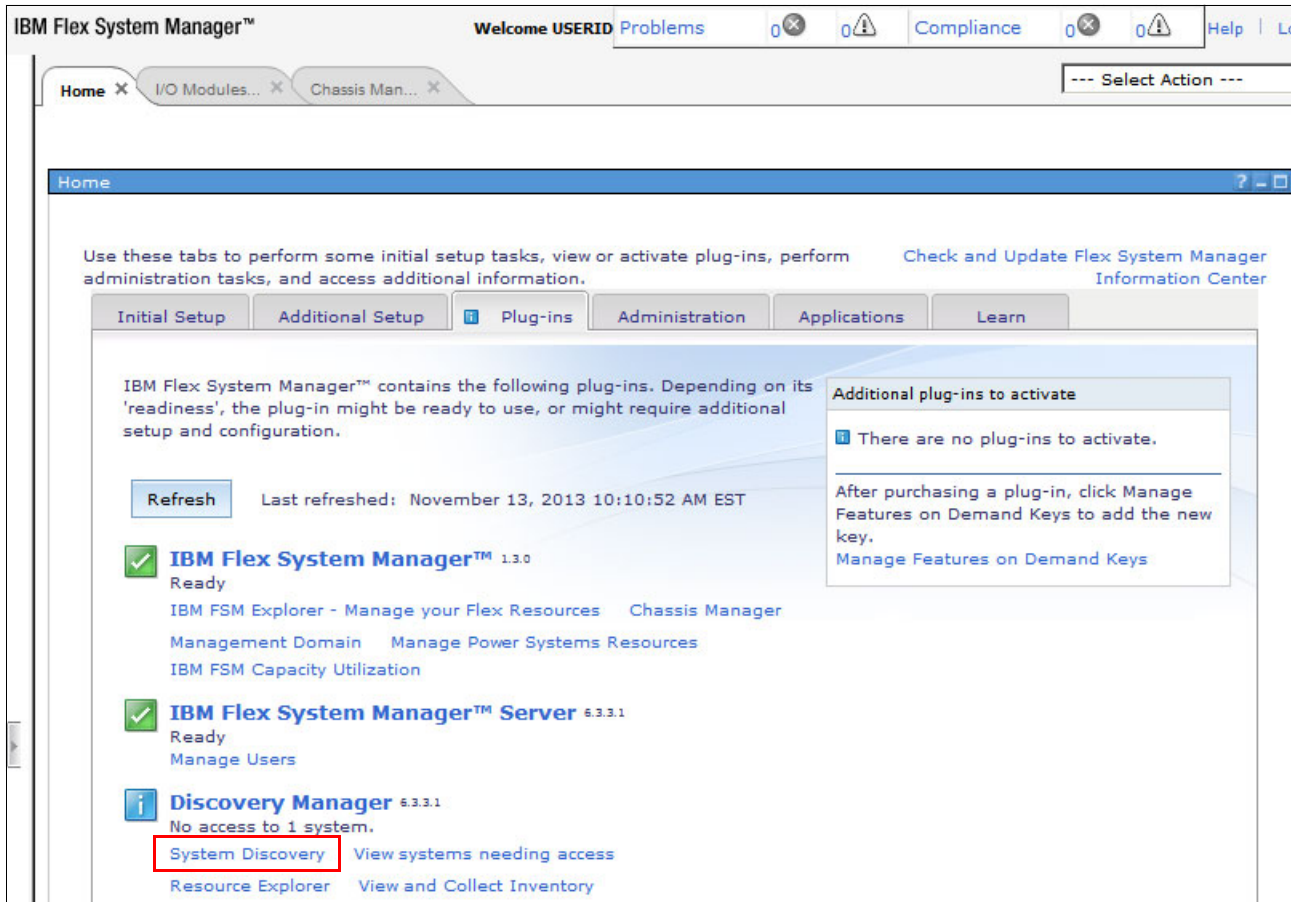 IBM Flex System Manager™
Welcome USERID Problems 0 0 Compliance 0 0 Help
Home I/O Modules... Chassis Man... --- Select Action ---
Home
Use these tabs to perform some initial setup tasks, view or activate plug-ins, perform
administration tasks, and access additional information.
Check and Update Flex System Manager
Information Center
Initial Setup Additional Setup Plug-ins Administration Applications Learn
IBM Flex System Manager™ contains the following plug-ins. Depending on its
'readiness', the plug-in might be ready to use, or might require additional
setup and configuration.
Additional plug-ins to activate
There are no plug-ins to activate.
After purchasing a plug-in, click Manage
Features on Demand Keys to add the new
key.
Manage Features on Demand Keys
Refresh Last refreshed: November 13, 2013 10:10:52 AM EST
IBM Flex System Manager™ 1.3.0
Ready
IBM FSM Explorer - Manage your Flex Resources Chassis Manager
Management Domain Manage Power Systems Resources
IBM FSM Capacity Utilization
IBM Flex System Manager™ Server 6.3.3.1
Ready
Manage Users
Discovery Manager 6.3.3.1
No access to 1 system.
System Discovery View systems needing access
Resource Explorer View and Collect Inventory